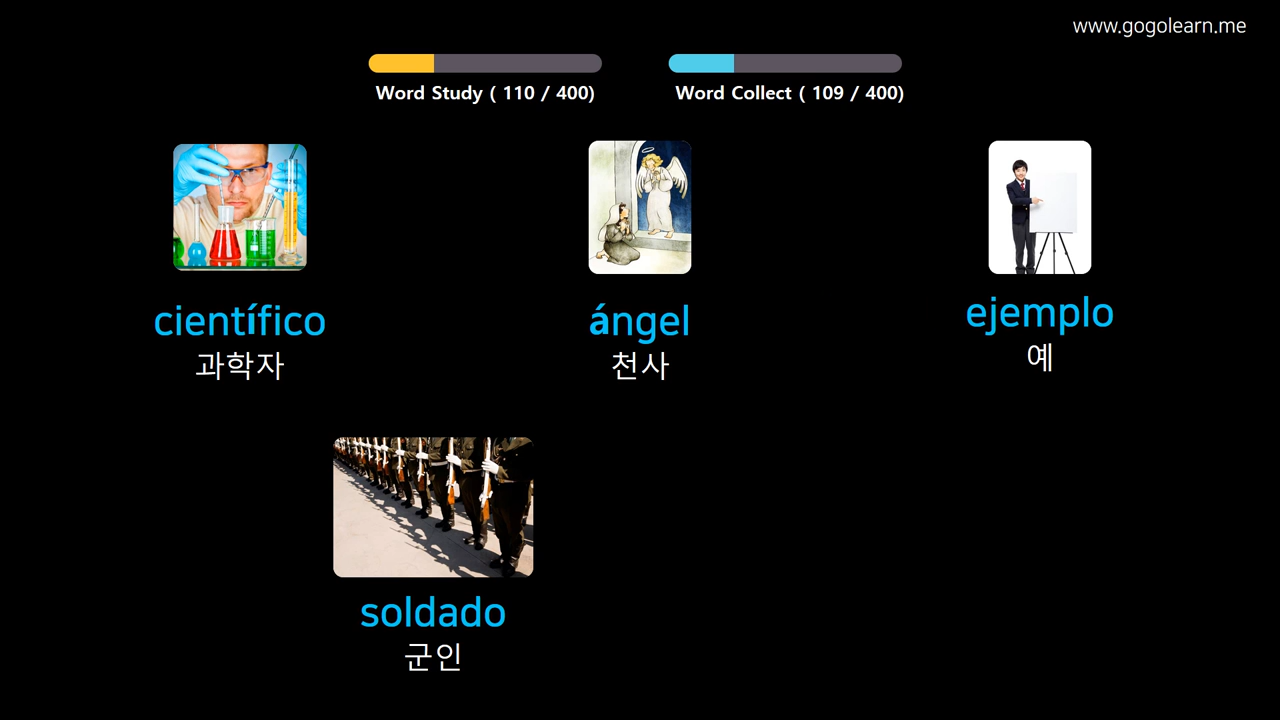 www.gogolearn.me
Word Study ( 110 / 400)
Word Collect ( 109 / 400)
científico
과학자
ángel
천사
ejemplo
예
soldado
군인